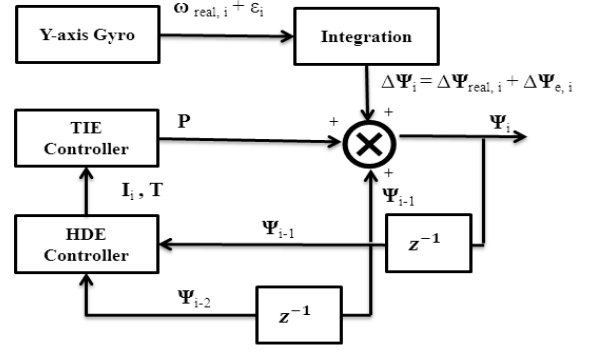 ω real, i + εi
Y-axis Gyro
Integration
ΔΨi = ΔΨreal, i + ΔΨe, i
+
TIE
Controller
P
+
Ψi
+
Ii , T
Ψi-1
HDE
Controller
Ψi-1
z⁻¹
Ψi-2
z⁻¹